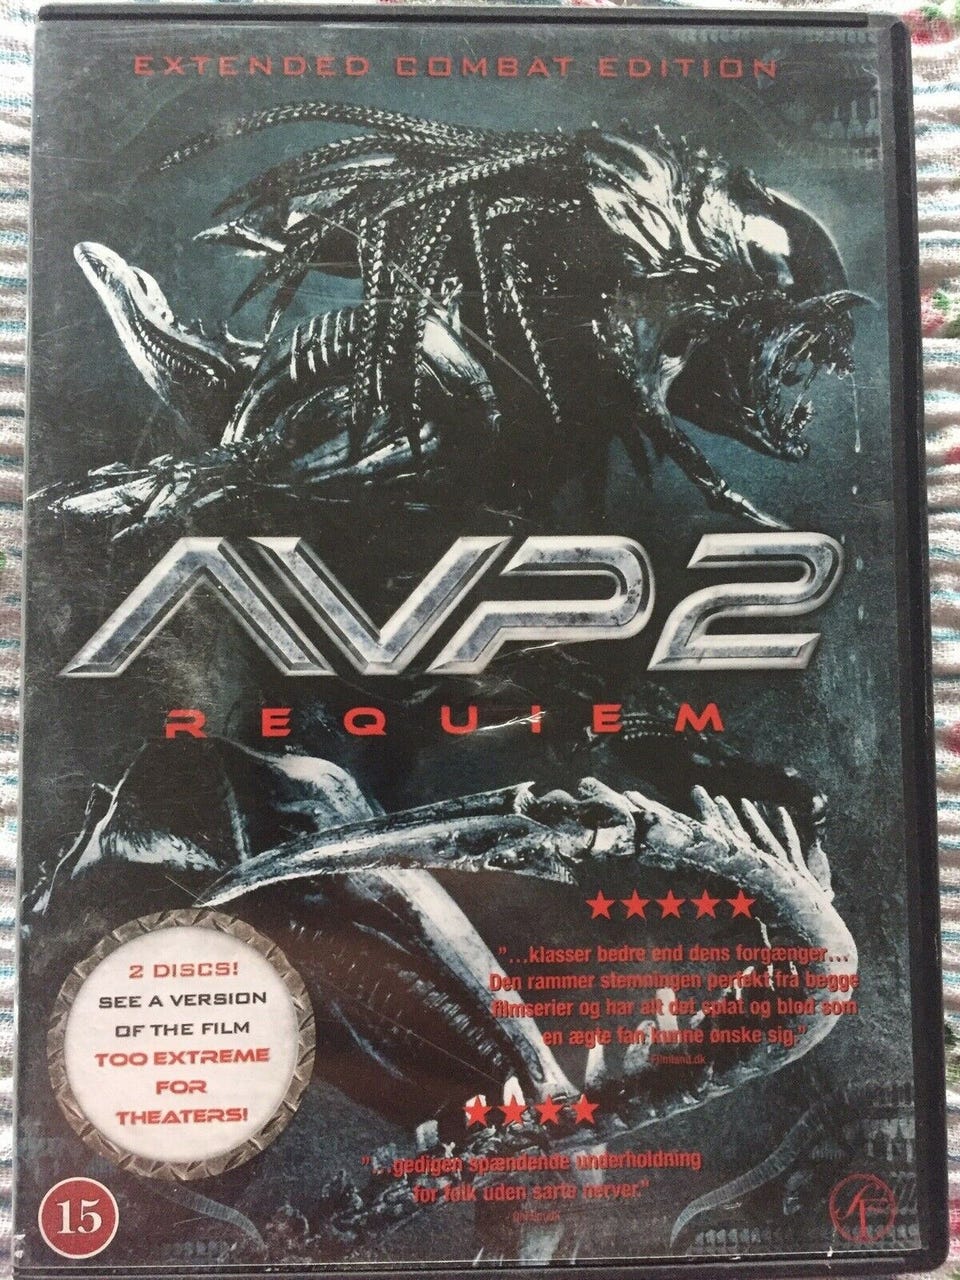 EXTENDED COMBAT EDITION
AVP2
REQUIEM
2 DISCS!
SEE A VERSION
OF THE FILM
TOO EXTREME
FOR
THEATERS!
"...klasser bedre end dens forgænger...
Den rammer stemningen perfekt fra begge
filmserier og har alt det splat og blod som
en ægte fan kunne ønske sig."
Filmland.dk
"...gedigen spændende underholdning
for folk uden sarte nerver."
15